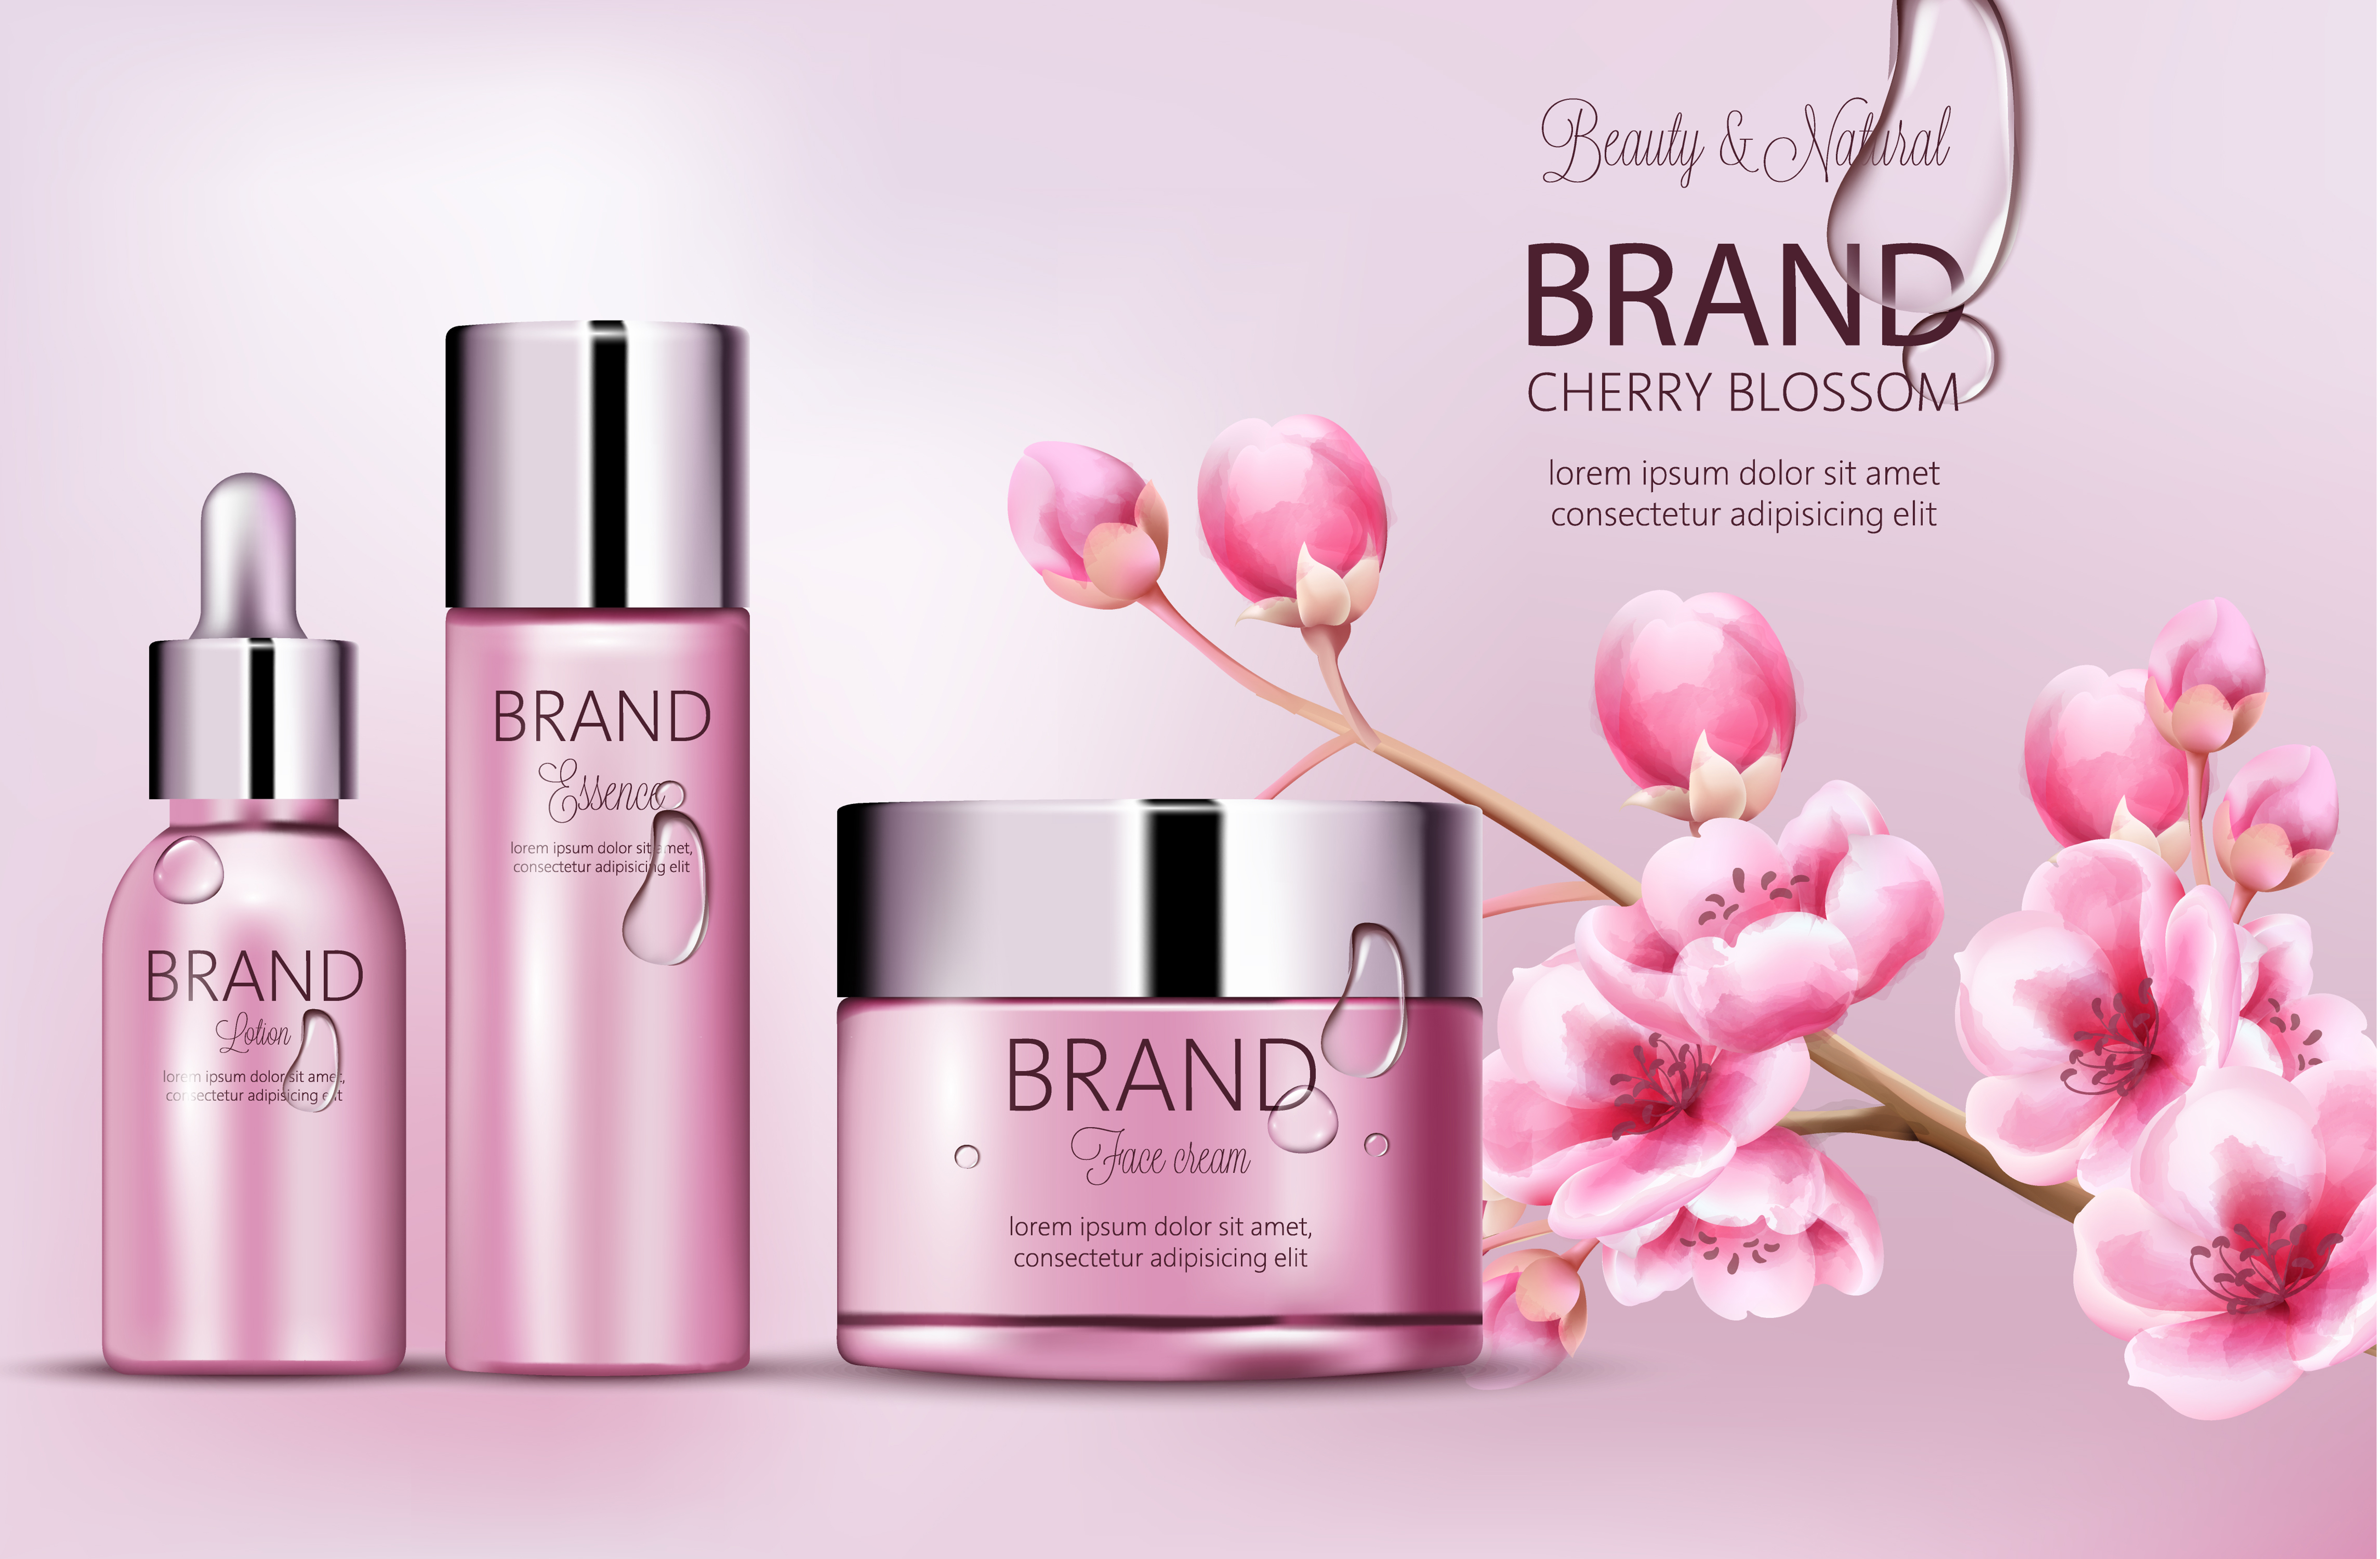 Beauty & Natural
BRAND
CHERRY BLOSSOM
lorem ipsum dolor sit amet
consectetur adipisicing elit
BRAND
Lotion
lorem ipsum dolor sit amet,
consectetur adipisicing elit
BRAND
Essence
lorem ipsum dolor sit amet,
consectetur adipisicing elit
BRAND
Face cream
lorem ipsum dolor sit amet,
consectetur adipisicing elit